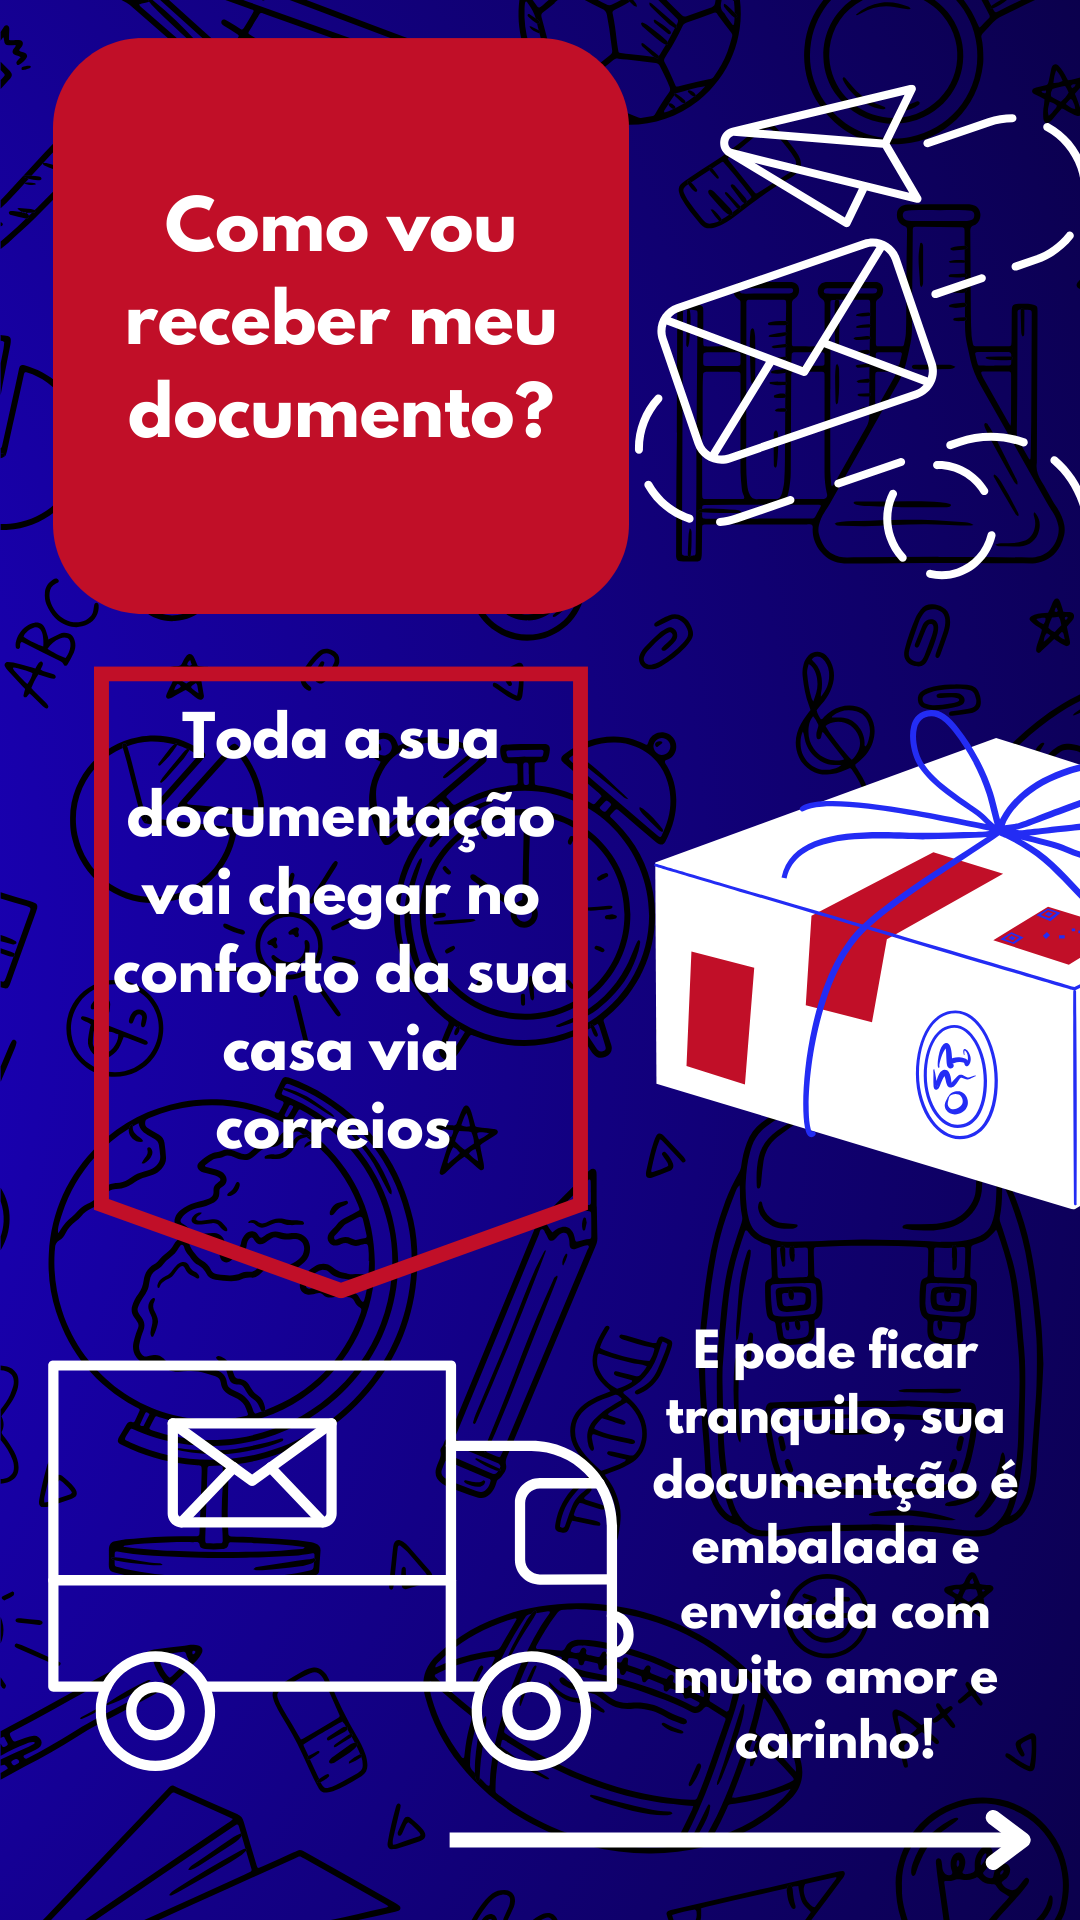 Como vou
receber meu
documento?
ABC
Toda a sua
documentação
vai chegar no
conforto da sua
casa via
correios
E pode ficar
tranquilo, sua
documentção é
embalada e
enviada com
muito amor e
carinho!